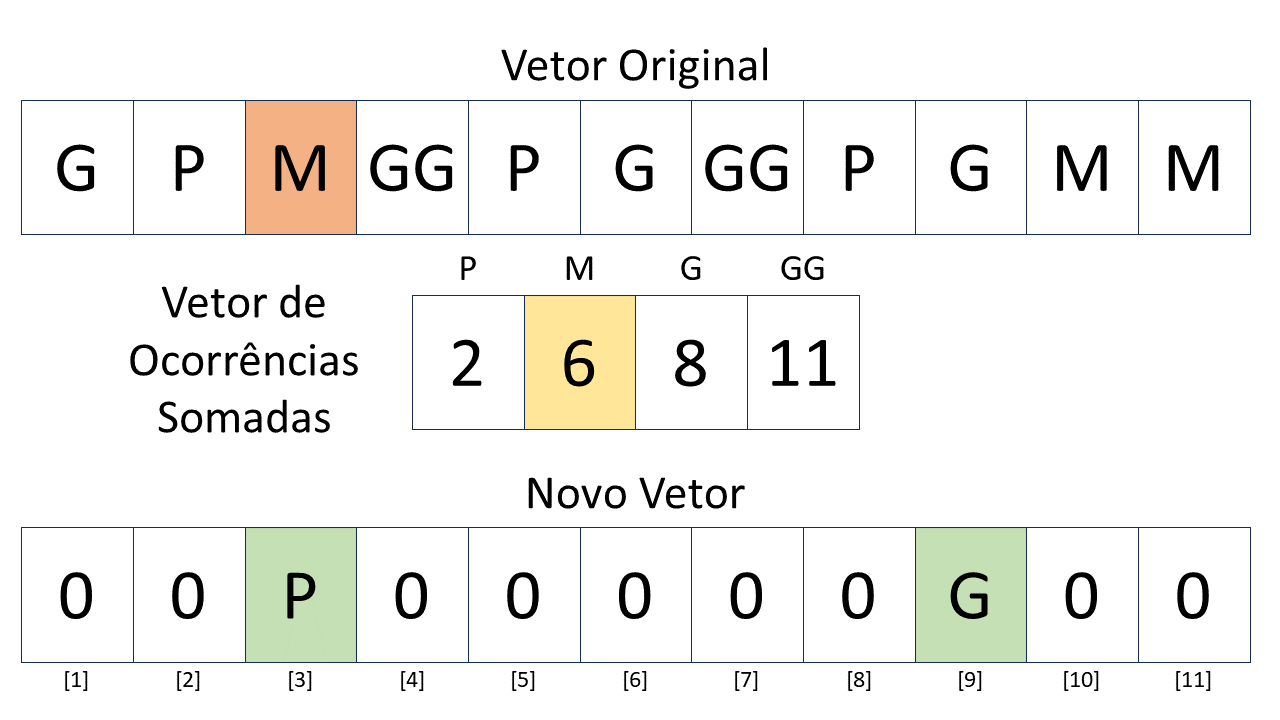 Vetor Original
G P M GG P G GG P G M M
P M G GG
Vetor de
Ocorrências
Somadas
2 6 8 11
Novo Vetor
0 0 P 0 0 0 0 0 G 0 0
[1] [2] [3] [4] [5] [6] [7] [8] [9] [10] [11]